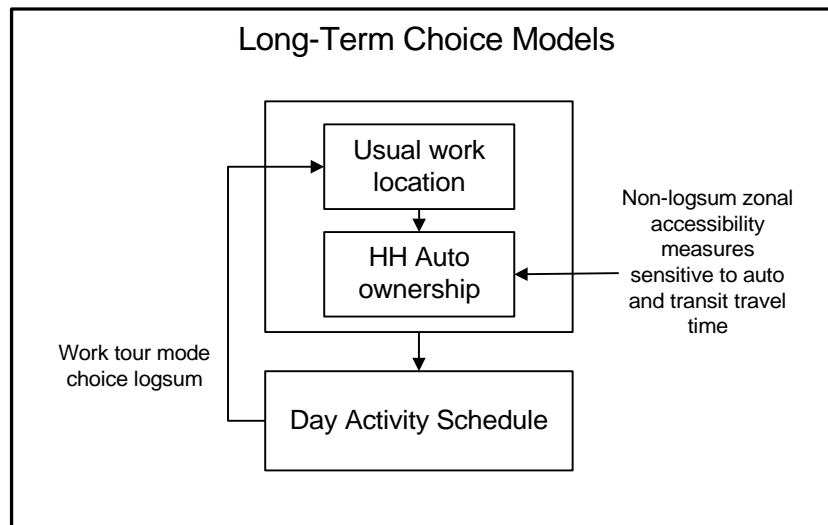 Long-Term Choice Models
Usual work
location
HH Auto
ownership
Non-logsum zonal
accessibility
measures
sensitive to auto
and transit travel
time
Work tour mode
choice logsum
Day Activity Schedule